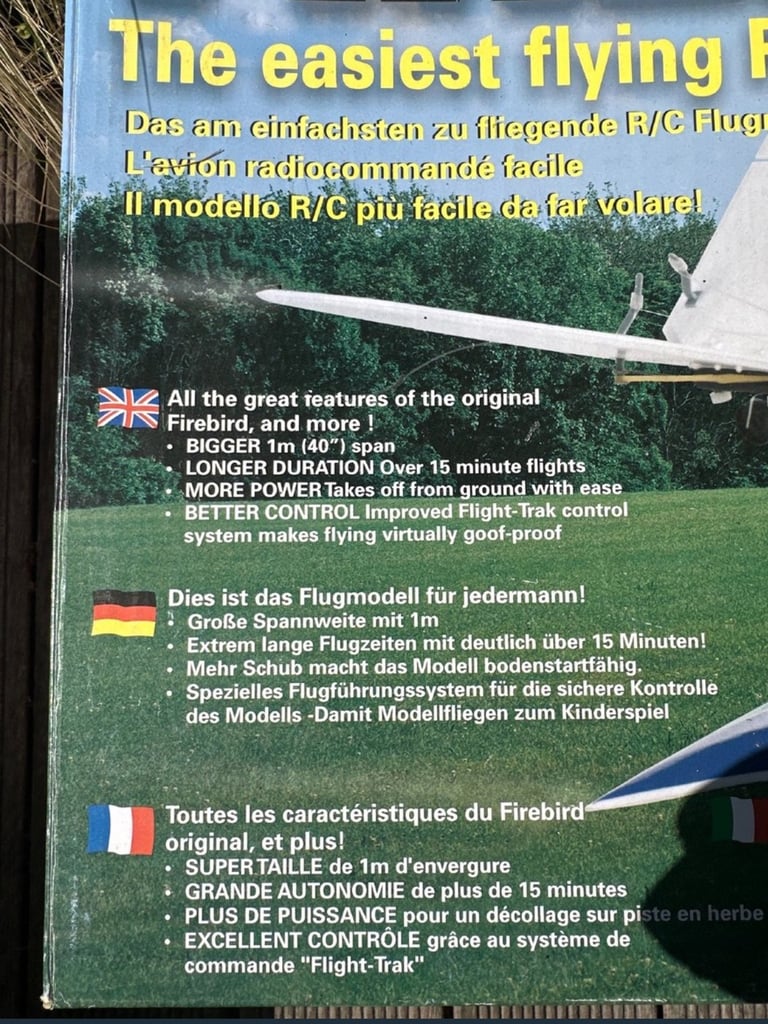 The easiest flying
Das am einfachsten zu fliegende R/C
L'avion radiocommandé facile
Il modello R/C più facile da far volare!
All the great features of the original
Firebird, and more !
• BIGGER 1m (40″) span
• LONGER DURATION Over 15 minute flights
• MORE POWER Takes off from ground with ease
• BETTER CONTROL Improved Flight-Trak control
system makes flying virtually goof-proof
Dies ist das Flugmodell für jedermann!
• Große Spannweite mit 1m
• Extrem lange Flugzeiten mit deutlich über 15 Minuten!
• Mehr Schub macht das Modell bodenstartfähig.
• Spezielles Flugführungssystem für die sichere Kontrolle
des Modells -Damit Modellfliegen zum Kinderspiel
Toutes les caractéristiques du Firebird
original, et plus!
• SUPER TAILLE de 1m d'envergure
• GRANDE AUTONOMIE de plus de 15 minutes
• PLUS DE PUISSANCE pour un décollage sur piste en herbe
• EXCELLENT CONTRÔLE grâce au système de
commande "Flight-Trak"